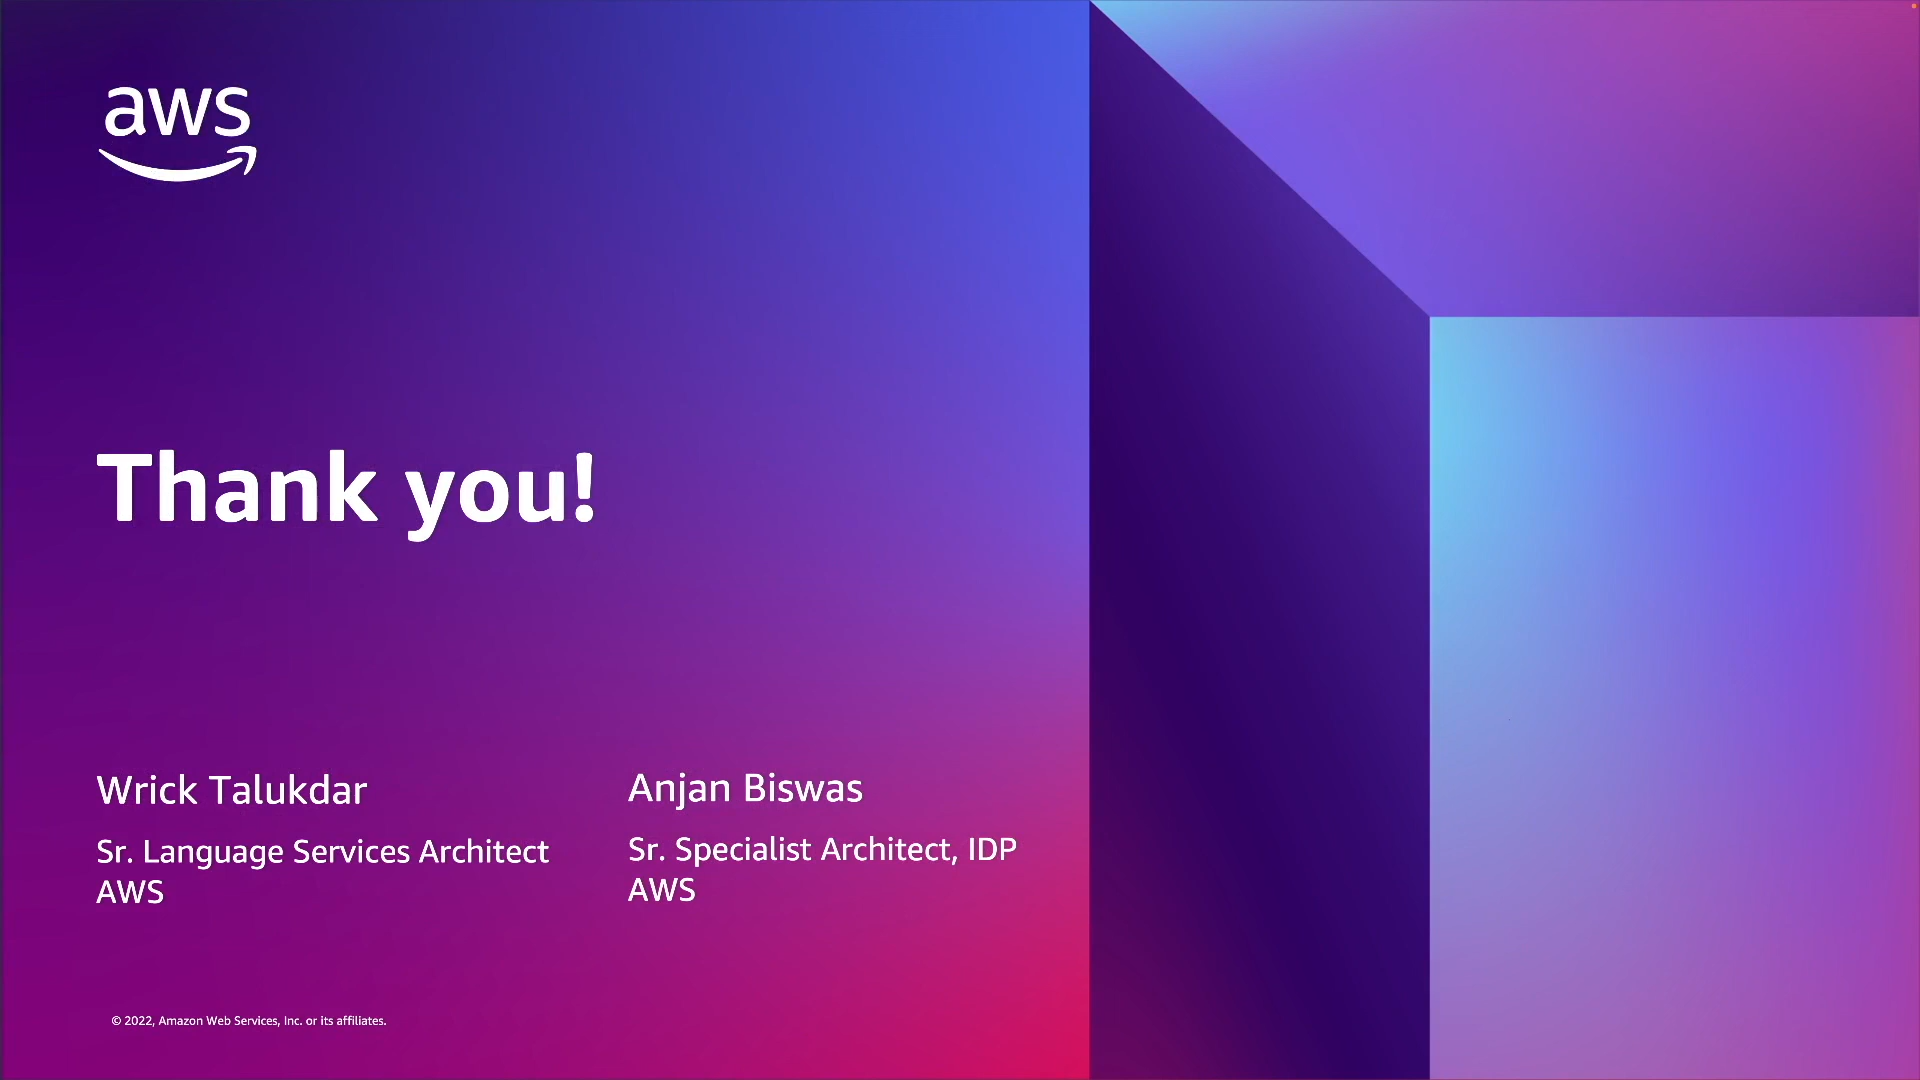 aws
Thank you!
Wrick Talukdar
Sr. Language Services Architect
AWS
Anjan Biswas
Sr. Specialist Architect, IDP
AWS
© 2022, Amazon Web Services, Inc. or its affiliates.